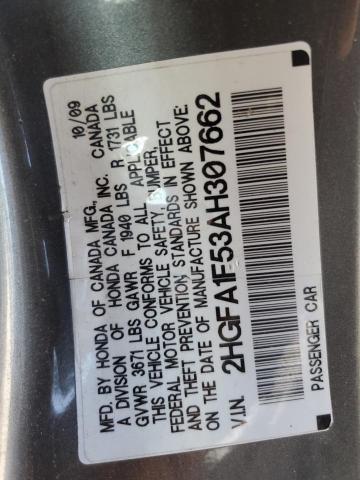 MFD. BY HONDA OF CANADA MFG., 10/09
A DIVISION OF HONDA CANADA INC. CANADA
GVWR 3671 LBS GAWR F 1940 LBS R 1731 LBS
THIS VEHICLE CONFORMS TO ALL APPLICABLE
FEDERAL MOTOR VEHICLE SAFETY, BUMPER,
AND THEFT PREVENTION STANDARDS IN EFFECT
ON THE DATE OF MANUFACTURE SHOWN ABOVE.
V.I.N. 2HGFA1F53AH307662
PASSENGER CAR